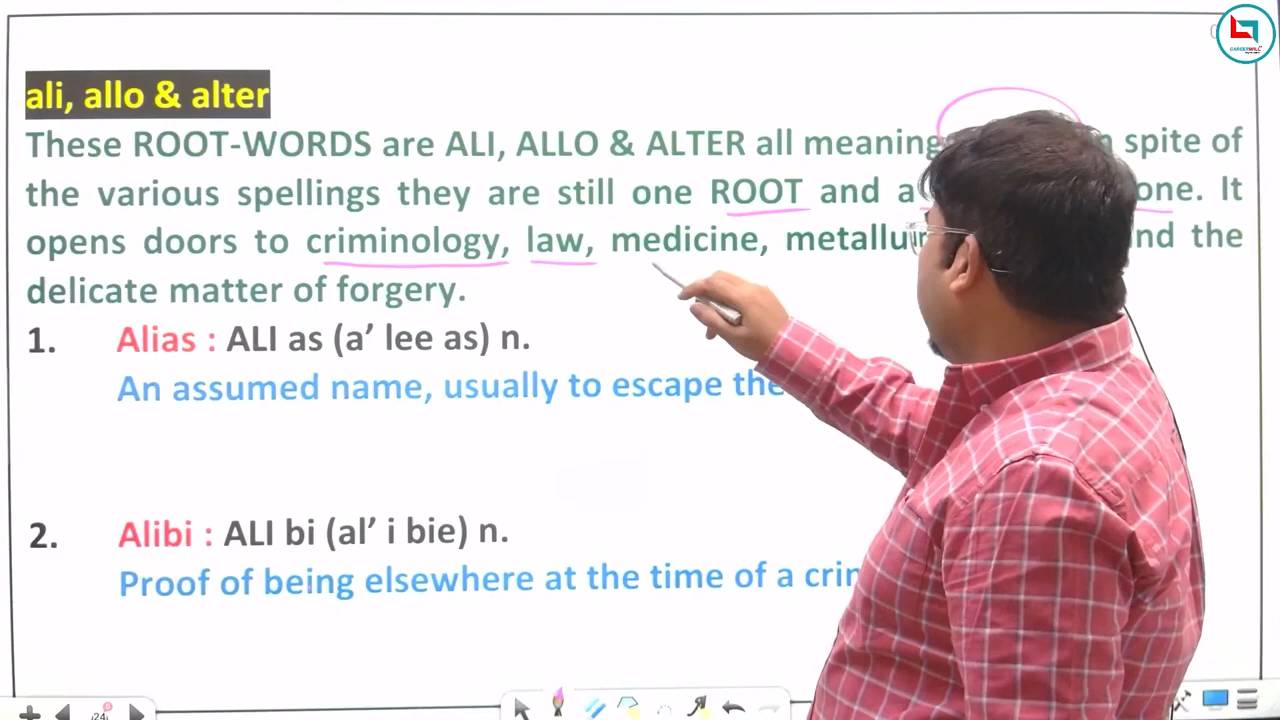 CAREERWILL
ali, allo & alter
These ROOT-WORDS are ALI, ALLO & ALTER all meaning spite of
the various spellings they are still one ROOT and one. It
opens doors to criminology, law, medicine, and the
delicate matter of forgery.
1. Alias : ALI as (a’ lee as) n.
An assumed name, usually to escape the
2. Alibi : ALI bi (al’ i bie) n.
Proof of being elsewhere at the time of a
24